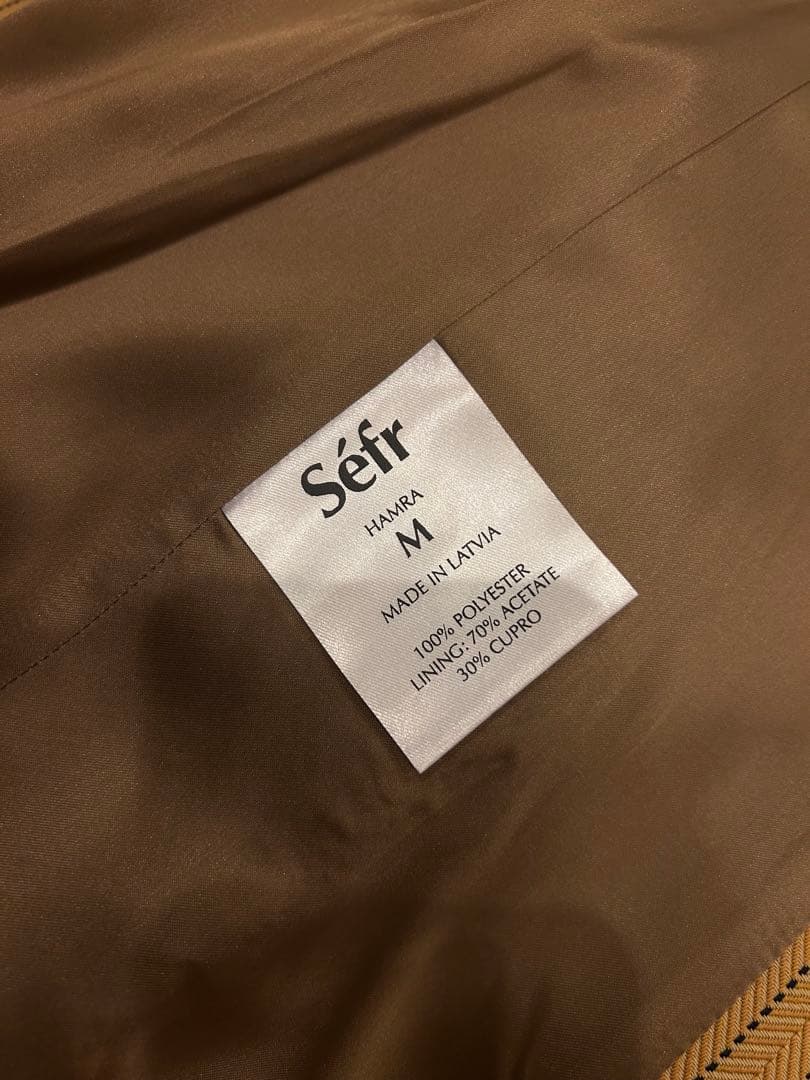 Séfr
HAMRA
M
MADE IN LATVIA
100% POLYESTER
LINING: 70% ACETATE
30% CUPRO